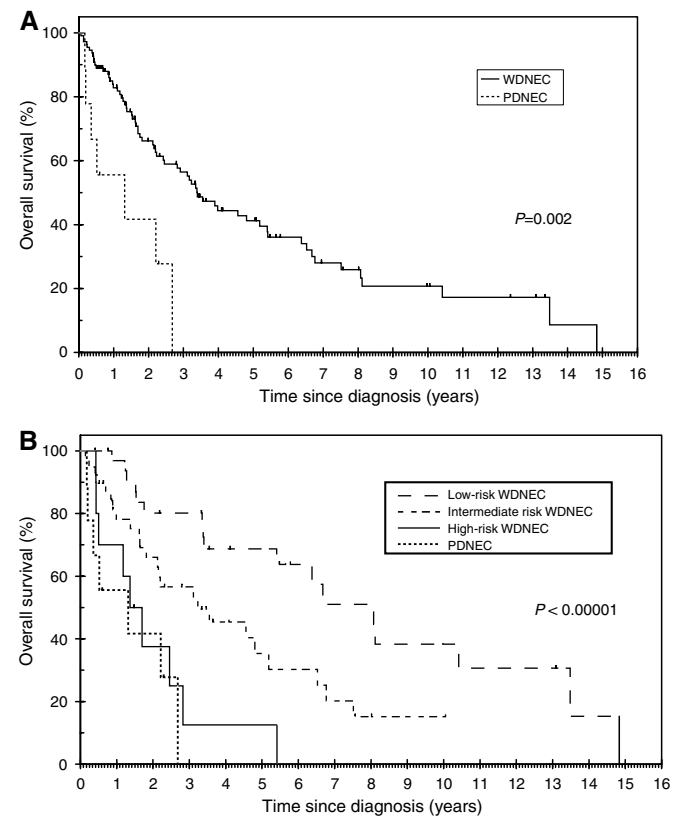 A
100
80
60
40
20
0
Overall survival (%)
WDNEC
PDNEC
P=0.002
0 1 2 3 4 5 6 7 8 9 10 11 12 13 14 15 16
Time since diagnosis (years)
B
100
80
60
40
20
0
Overall survival (%)
Low-risk WDNEC
Intermediate risk WDNEC
High-risk WDNEC
PDNEC
P < 0.00001
0 1 2 3 4 5 6 7 8 9 10 11 12 13 14 15 16
Time since diagnosis (years)